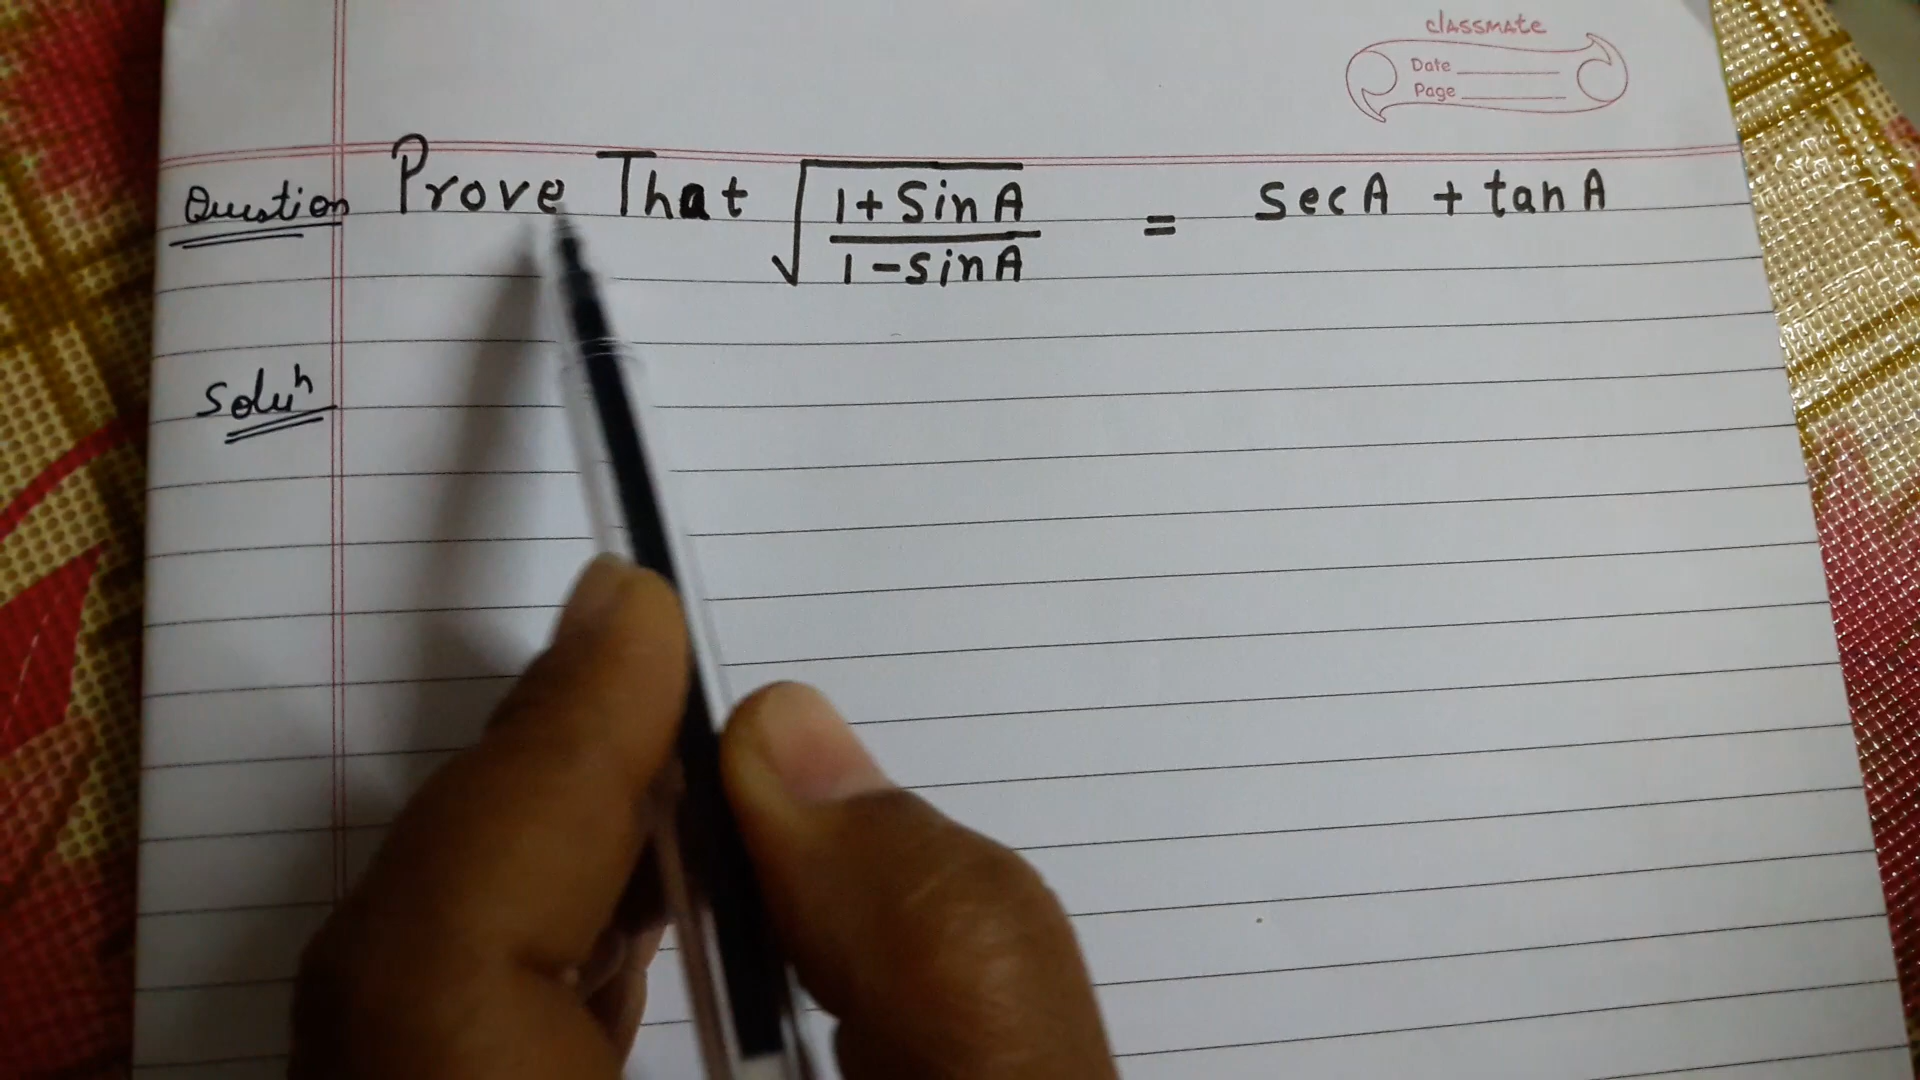 classmate
Date
Page
Question Prove That √(1+SinA / 1-sinA) = secA + tanA
Soluⁿ